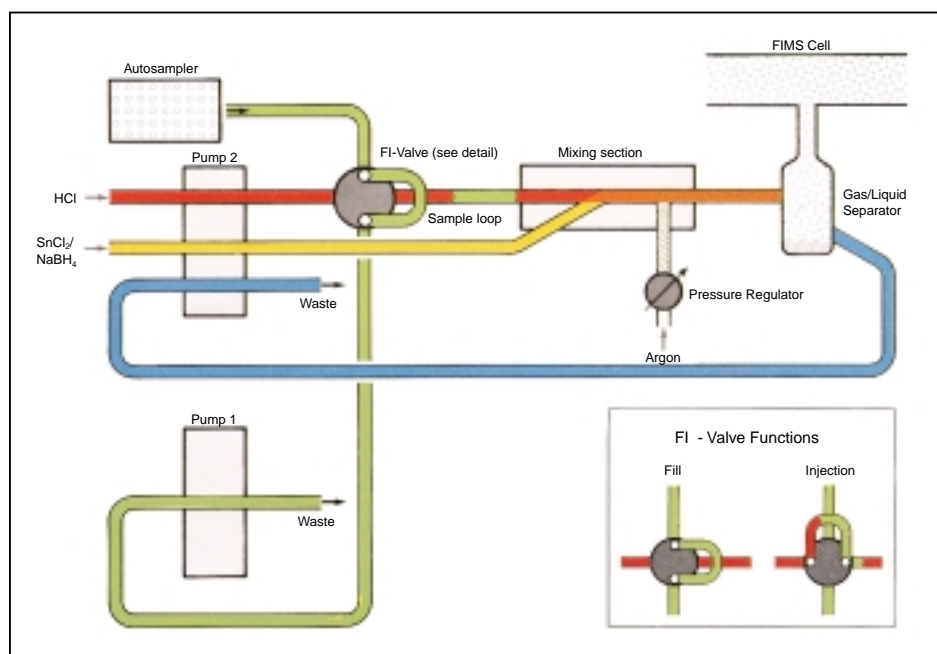 FIMS Cell
Autosampler
Pump 2
FI-Valve (see detail)
Mixing section
HCl
Sample loop
Gas/Liquid
Separator
SnCl₂/
NaBH₄
Waste
Pressure Regulator
Argon
Pump 1
Waste
FI - Valve Functions
Fill
Injection